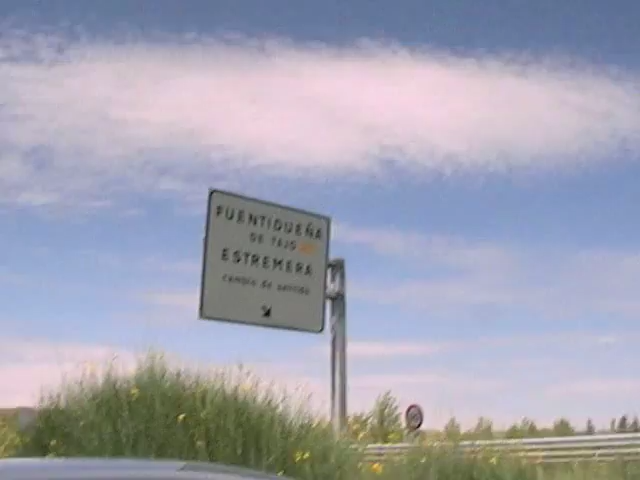 FUENTIDUEÑA
DE TAJO
ESTREMERA
CAMBIO DE SENTIDO